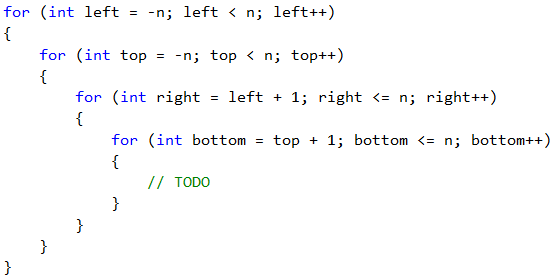 for (int left = -n; left < n; left++)
{
    for (int top = -n; top < n; top++)
    {
        for (int right = left + 1; right <= n; right++)
        {
            for (int bottom = top + 1; bottom <= n; bottom++)
            {
                // TODO
            }
        }
    }
}